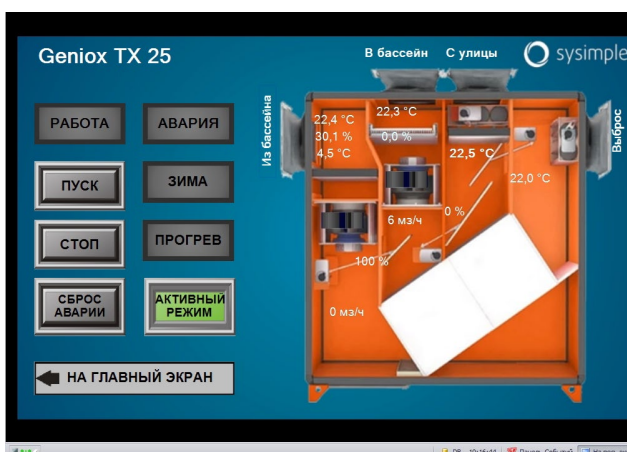 Geniox TX 25
В бассейн
С улицы
sysimple
РАБОТА
АВАРИЯ
Из бассейна
22,4 °C
30,1 %
4,5 °C
22,3 °C
0,0 %
22,5 °C
22,0 °C
Выброс
ПУСК
ЗИМА
6 мз/ч
0 %
СТОП
ПРОГРЕВ
100 %
СБРОС
АВАРИИ
АКТИВНЫЙ
РЕЖИМ
0 мз/ч
НА ГЛАВНЫЙ ЭКРАН